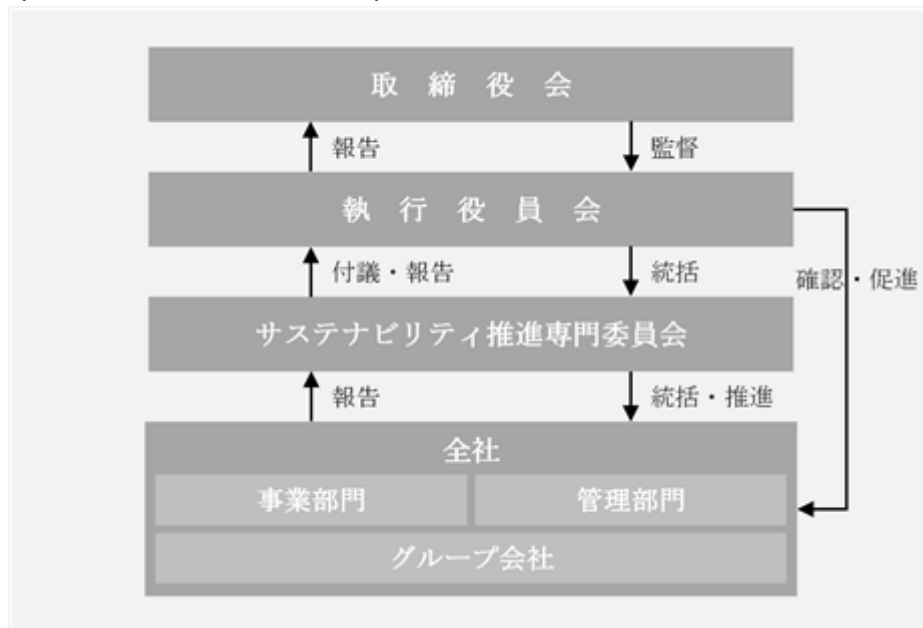 取締役会
報告
監督
執行役員会
付議・報告
統括
確認・促進
サステナビリティ推進専門委員会
報告
統括・推進
全社
事業部門
管理部門
グループ会社